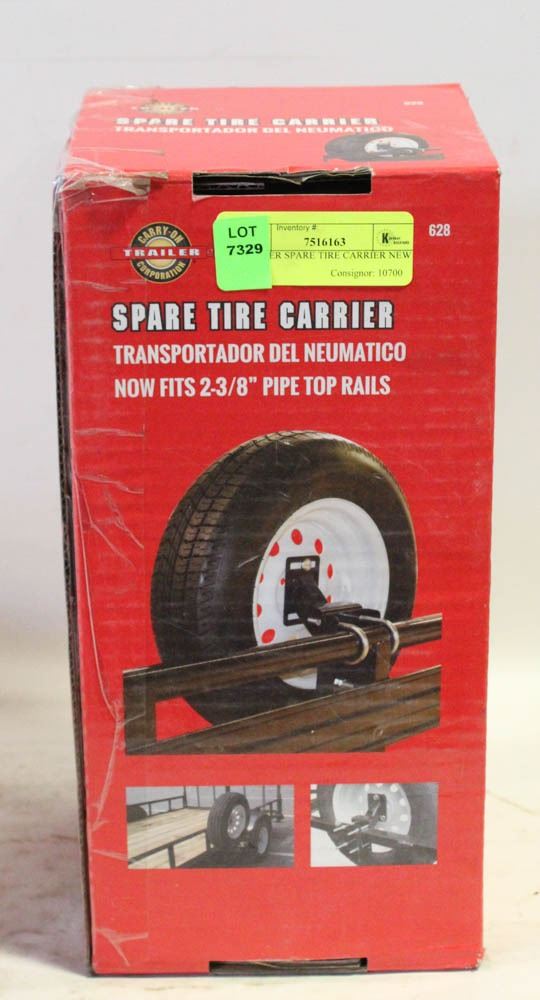 SPARE TIRE CARRIER
TRANSPORTADOR DEL NEUMATICO
CARRY-ON
TRAILER
CORPORATION
LOT
7329
Inventory #:
7516163
ER SPARE TIRE CARRIER NEW
Consignor: 10700
628
SPARE TIRE CARRIER
TRANSPORTADOR DEL NEUMATICO
NOW FITS 2-3/8" PIPE TOP RAILS